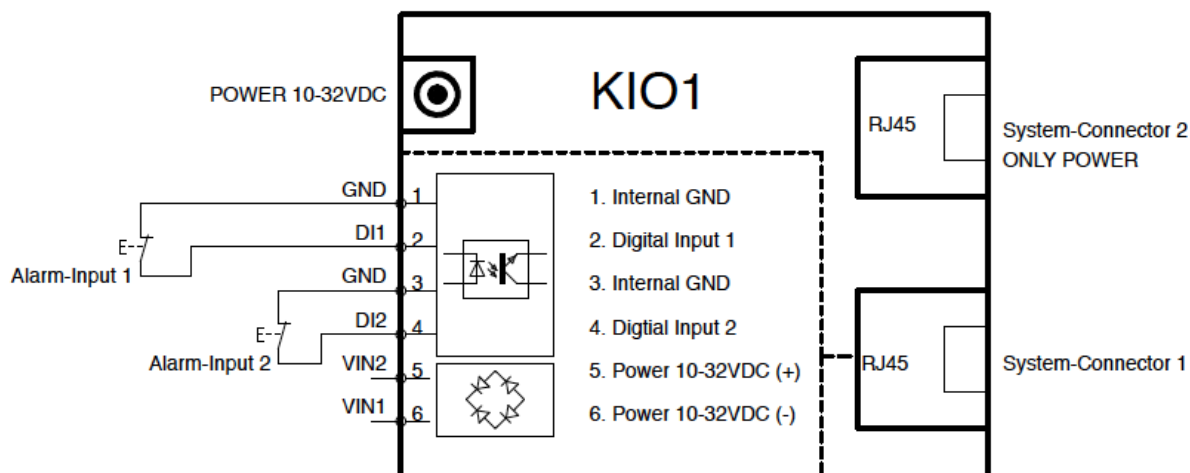 KIO1
POWER 10-32VDC
RJ45
System-Connector 2
ONLY POWER
GND
1
1. Internal GND
DI1
2
2. Digital Input 1
Alarm-Input 1
GND
3
3. Internal GND
DI2
4
4. Digtial Input 2
Alarm-Input 2
VIN2
5
5. Power 10-32VDC (+)
RJ45
System-Connector 1
VIN1
6
6. Power 10-32VDC (-)